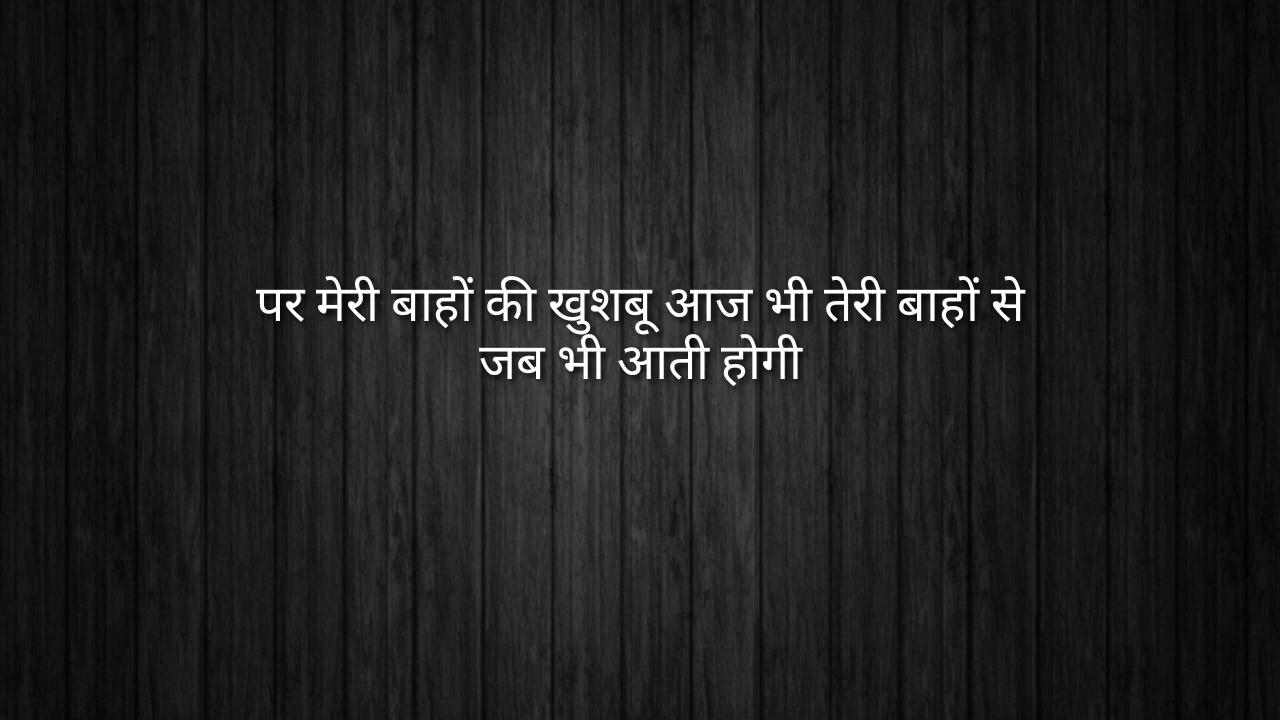 पर मेरी बाहों की खुशबू आज भी तेरी बाहों से
जब भी आती होगी